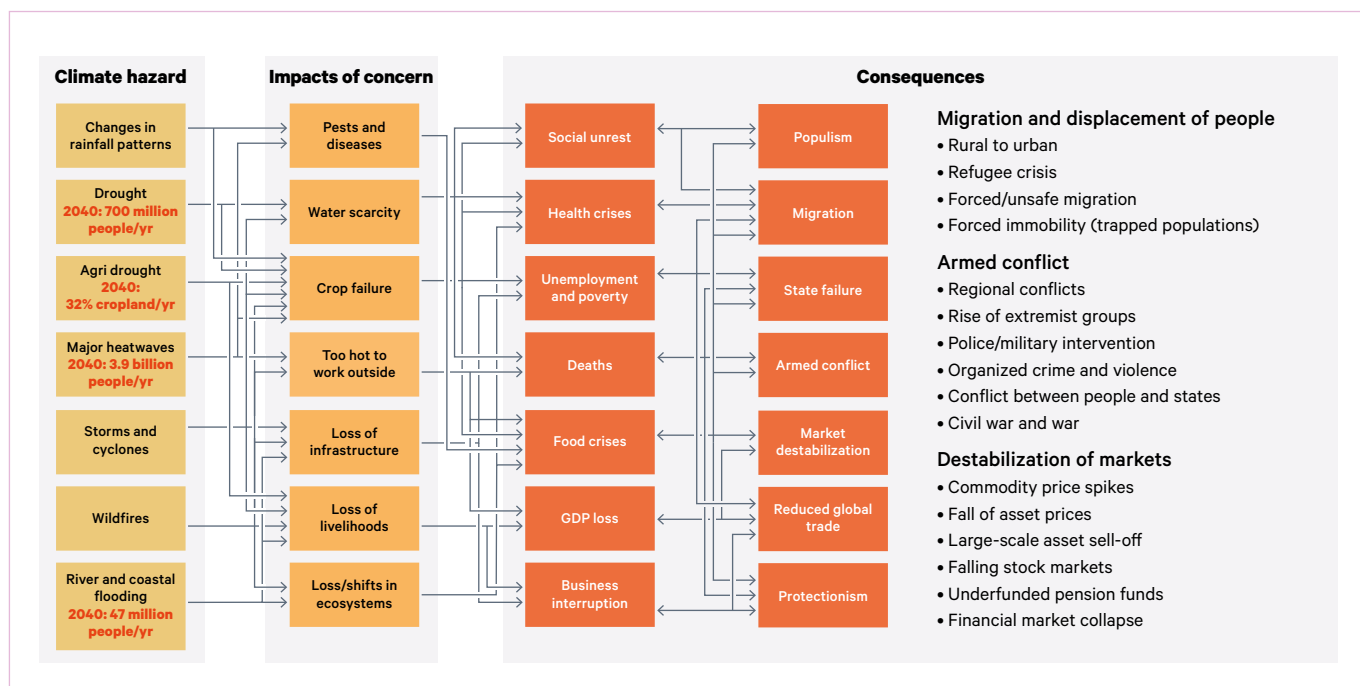 Climate hazard
Changes in
rainfall patterns
Drought
2040: 700 million
people/yr
Agri drought
2040:
32% cropland/yr
Major heatwaves
2040: 3.9 billion
people/yr
Storms and
cyclones
Wildfires
River and coastal
flooding
2040: 47 million
people/yr
Impacts of concern
Pests and
diseases
Water scarcity
Crop failure
Too hot to
work outside
Loss of
infrastructure
Loss of
livelihoods
Loss/shifts in
ecosystems
Consequences
Social unrest
Health crises
Unemployment
and poverty
Deaths
Food crises
GDP loss
Business
interruption
Populism
Migration
State failure
Armed conflict
Market
destabilization
Reduced global
trade
Protectionism
Migration and displacement of people
• Rural to urban
• Refugee crisis
• Forced/unsafe migration
• Forced immobility (trapped populations)
Armed conflict
• Regional conflicts
• Rise of extremist groups
• Police/military intervention
• Organized crime and violence
• Conflict between people and states
• Civil war and war
Destabilization of markets
• Commodity price spikes
• Fall of asset prices
• Large-scale asset sell-off
• Falling stock markets
• Underfunded pension funds
• Financial market collapse